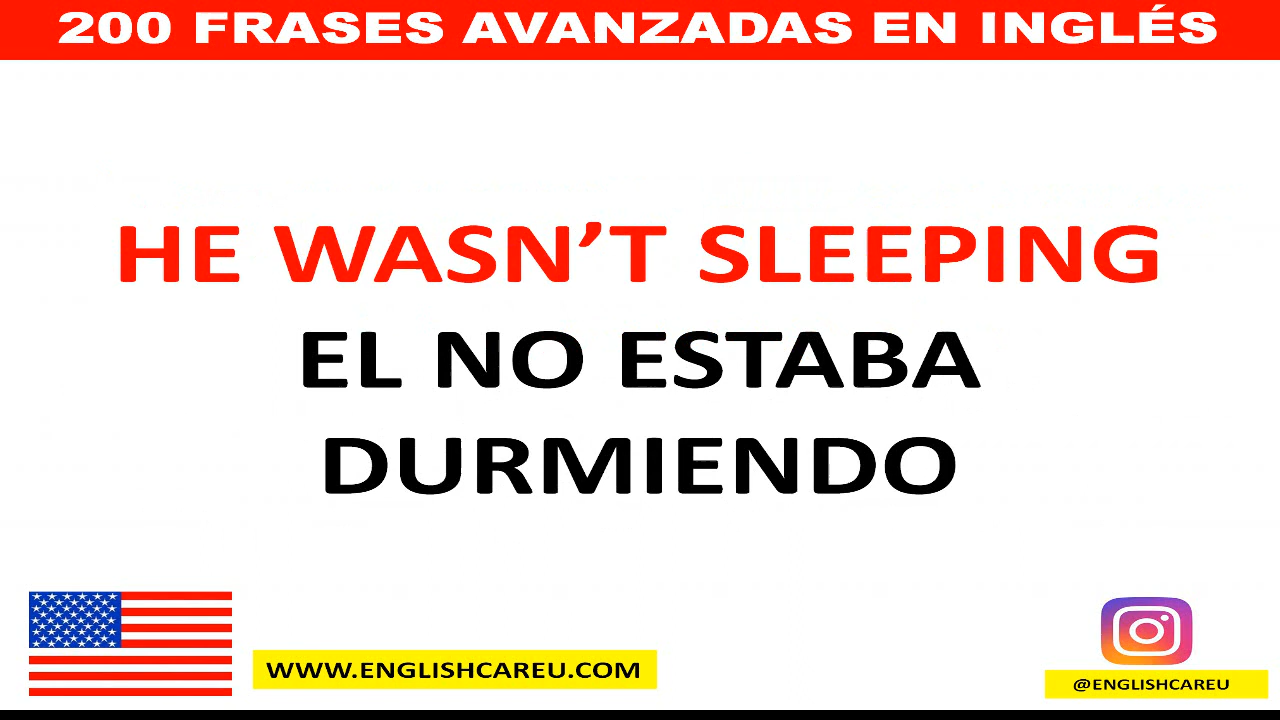 200 FRASES AVANZADAS EN INGLÉS
HE WASN’T SLEEPING
EL NO ESTABA
DURMIENDO
WWW.ENGLISHCAREU.COM
@ENGLISHCAREU